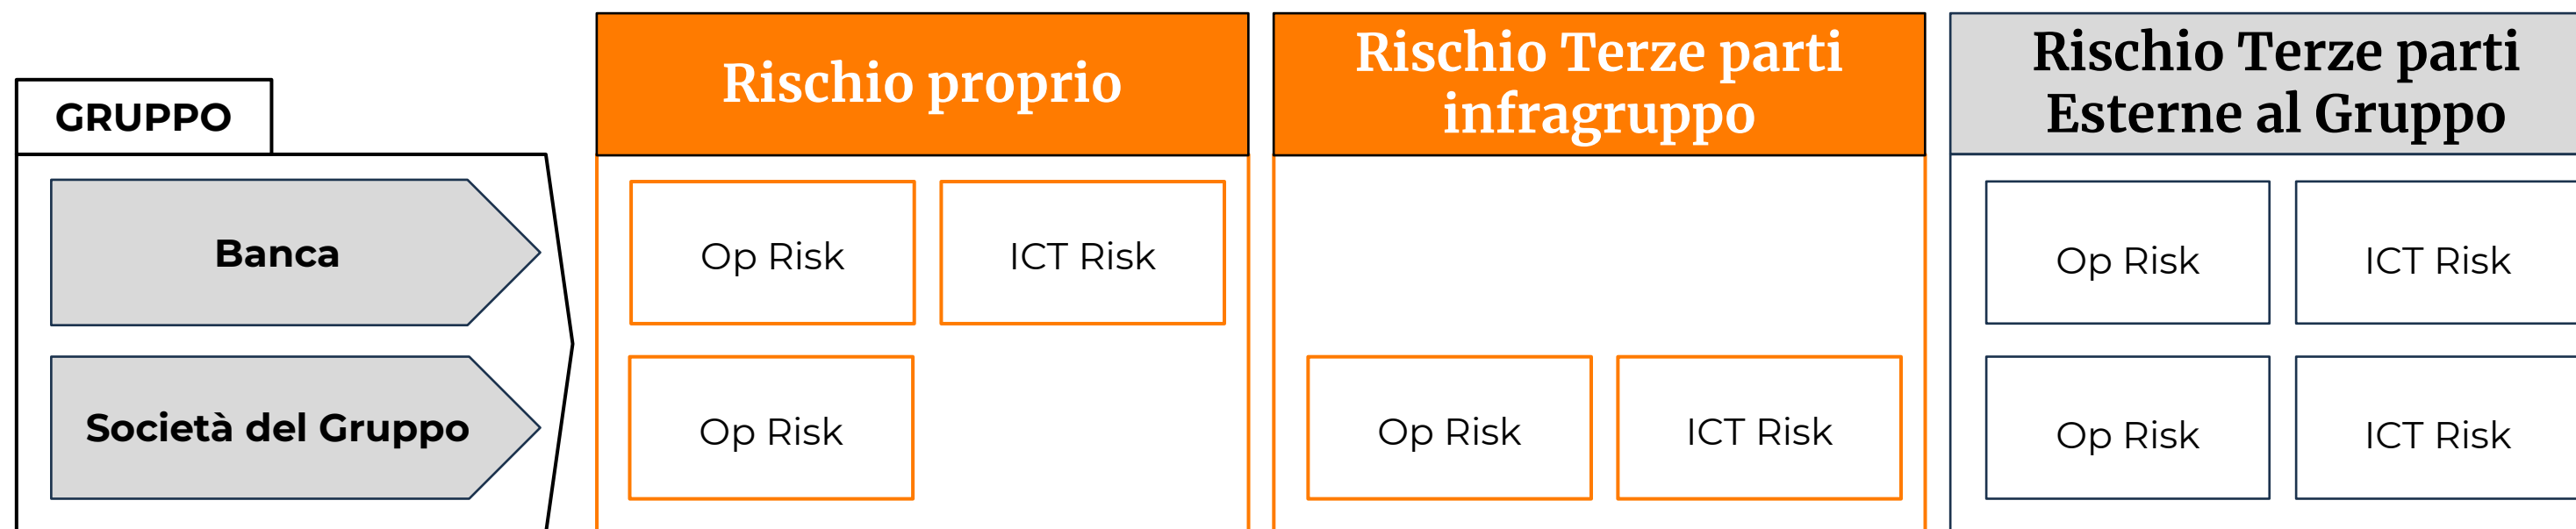 GRUPPO
Rischio proprio
Rischio Terze parti
infragruppo
Rischio Terze parti
Esterne al Gruppo
Banca
Op Risk
ICT Risk
Op Risk
ICT Risk
Società del Gruppo
Op Risk
Op Risk
ICT Risk
Op Risk
ICT Risk